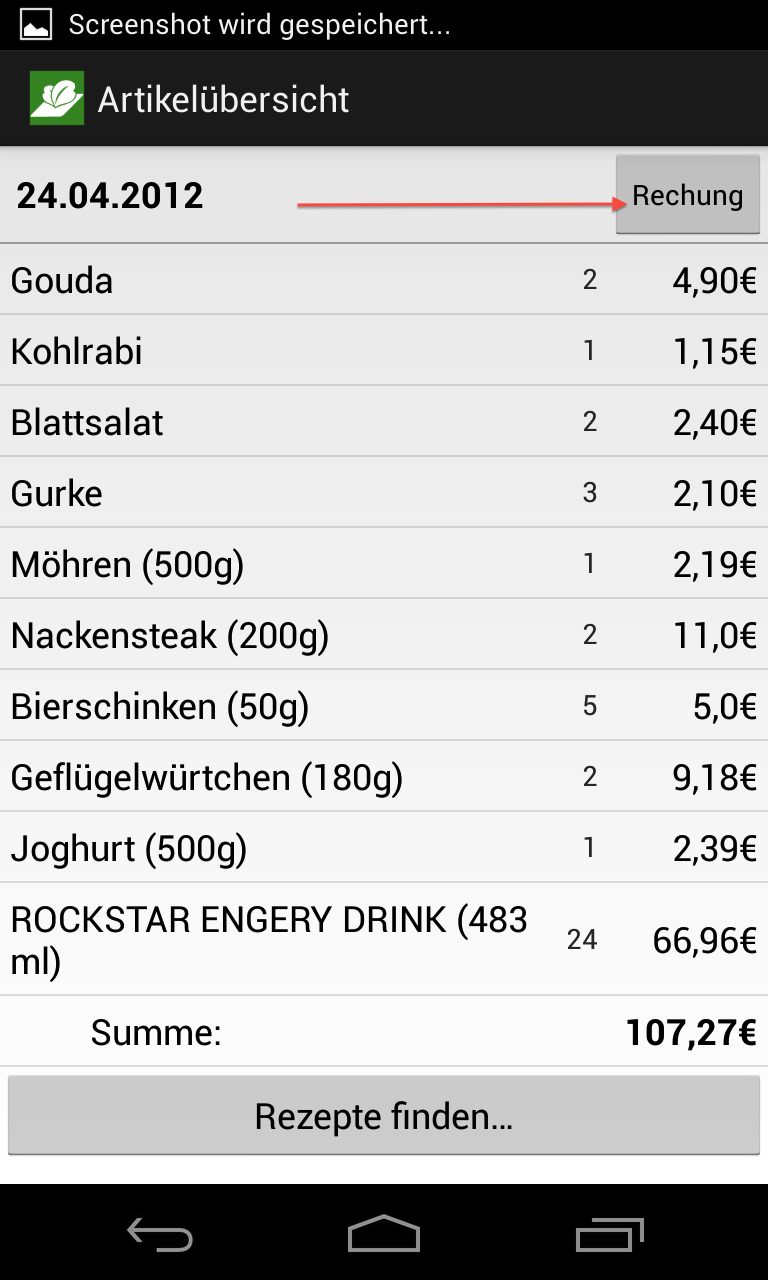 Screenshot wird gespeichert...
Artikelübersicht
24.04.2012 Rechung
Gouda 2 4,90€
Kohlrabi 1 1,15€
Blattsalat 2 2,40€
Gurke 3 2,10€
Möhren (500g) 1 2,19€
Nackensteak (200g) 2 11,0€
Bierschinken (50g) 5 5,0€
Geflügelwürtchen (180g) 2 9,18€
Joghurt (500g) 1 2,39€
ROCKSTAR ENGERY DRINK (483
ml) 24 66,96€
Summe: 107,27€
Rezepte finden...